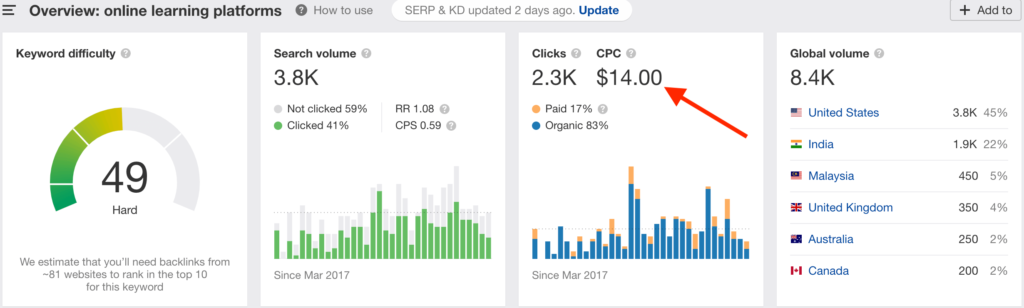 Overview: online learning platforms ? How to use SERP & KD updated 2 days ago. Update + Add to
Keyword difficulty ?
49
Hard
We estimate that you'll need backlinks from
~81 websites to rank in the top 10
for this keyword
Search volume ?
3.8K
Not clicked 59% RR 1.08 ?
Clicked 41% CPS 0.59 ?
Since Mar 2017
Clicks ? CPC ?
2.3K $14.00
Paid 17% ?
Organic 83%
Since Mar 2017
Global volume ?
8.4K
United States 3.8K 45%
India 1.9K 22%
Malaysia 450 5%
United Kingdom 350 4%
Australia 250 2%
Canada 200 2%